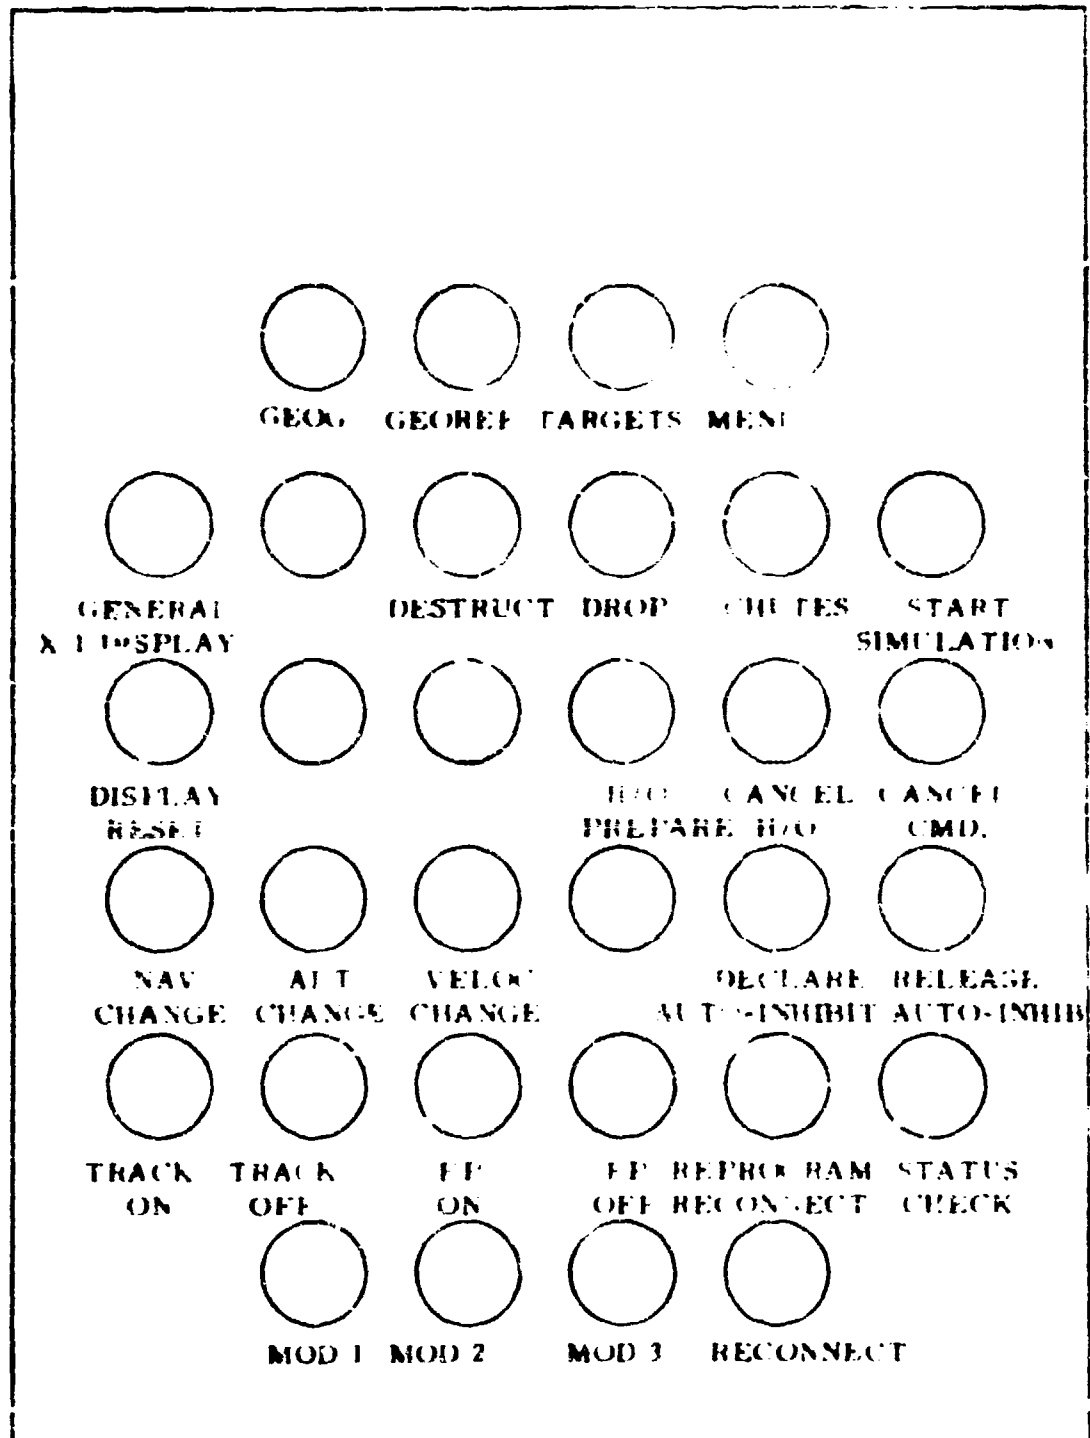 GEOG GEOREF TARGETS MENU
GENERAL DESTRUCT DROP CHUTES START
DISPLAY SIMULATION
DISPLAY H/O CANCEL CANCEL
RESET PREPARE H/O CMD.
NAV ALT VELOC DECLARE RELEASE
CHANGE CHANGE CHANGE AUTO-INHIBIT AUTO-INHIB
TRACK TRACK FP FP REPROGRAM STATUS
ON OFF ON OFF RECONNECT CHECK
MOD 1 MOD 2 MOD 3 RECONNECT